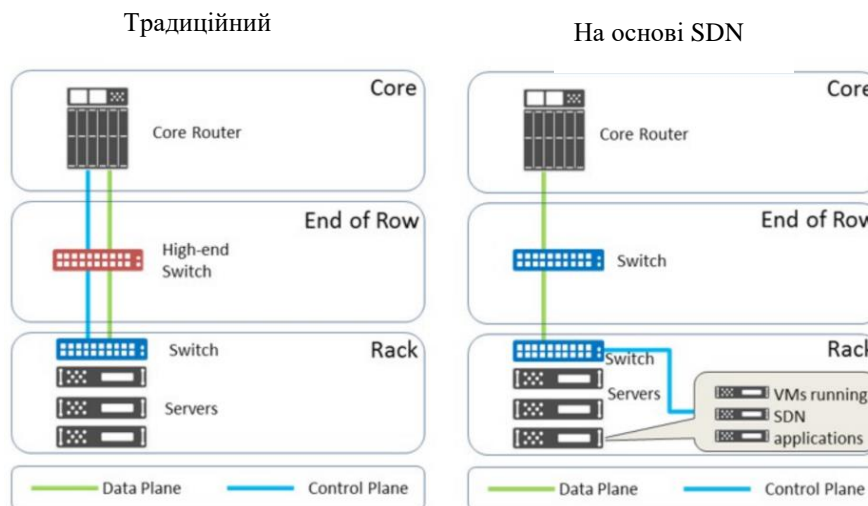 Традиційний
Core
Core Router
End of Row
High-end
Switch
Switch
Rack
Servers
Data Plane
Control Plane
На основі SDN
Core
Core Router
End of Row
Switch
Rack
Switch
Servers
VMs running
SDN
applications
Data Plane
Control Plane